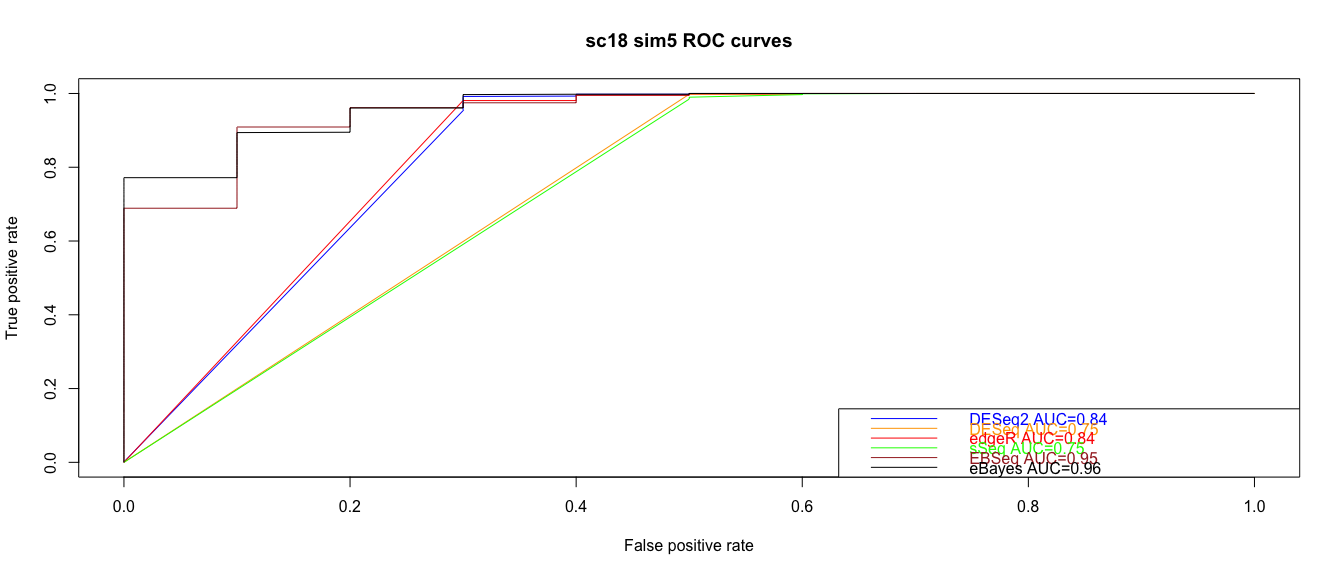 sc18 sim5 ROC curves
True positive rate
1.0
0.8
0.6
0.4
0.2
0.0
DESeq2 AUC=0.84
DESeq AUC=0.75
edgeR AUC=0.84
sSeq AUC=0.75
EBSeq AUC=0.95
eBayes AUC=0.96
0.0 0.2 0.4 0.6 0.8 1.0
False positive rate